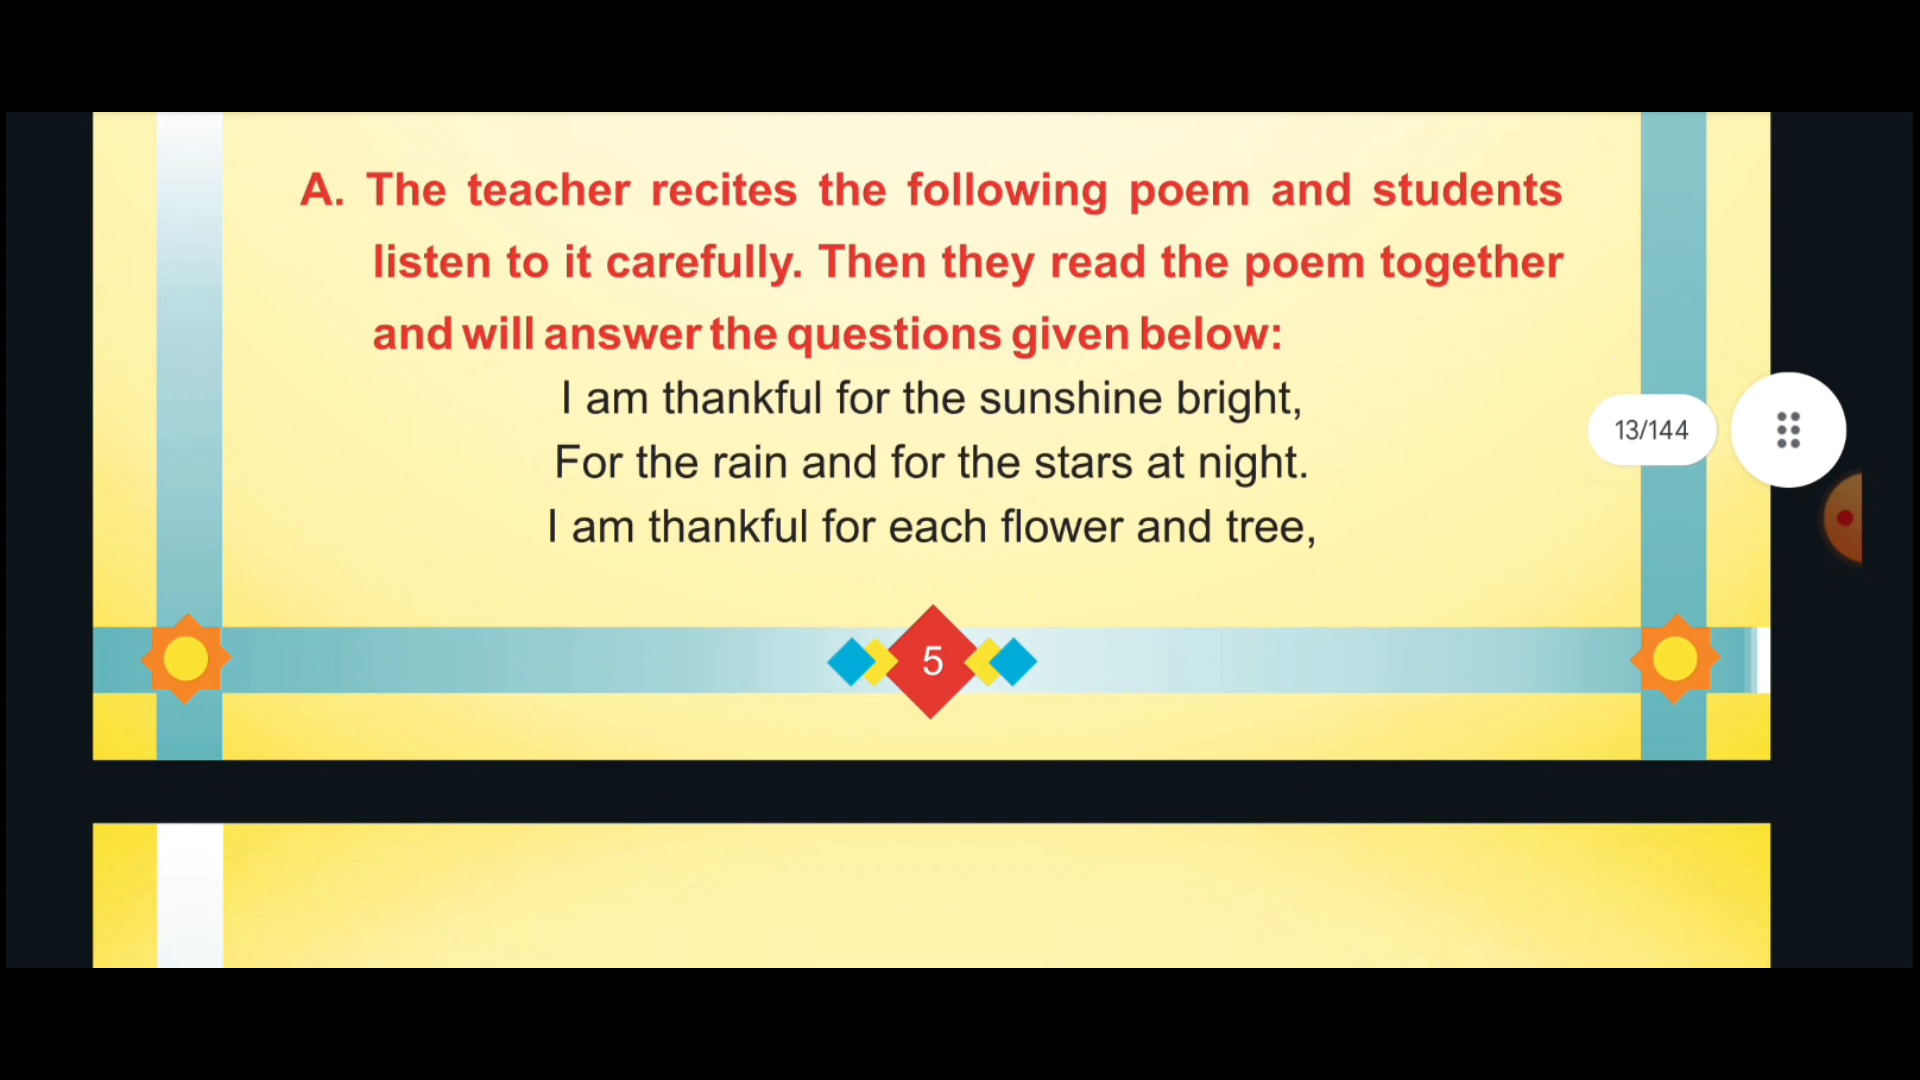 A. The teacher recites the following poem and students
listen to it carefully. Then they read the poem together
and will answer the questions given below:
I am thankful for the sunshine bright,
For the rain and for the stars at night.
I am thankful for each flower and tree,
13/144
5